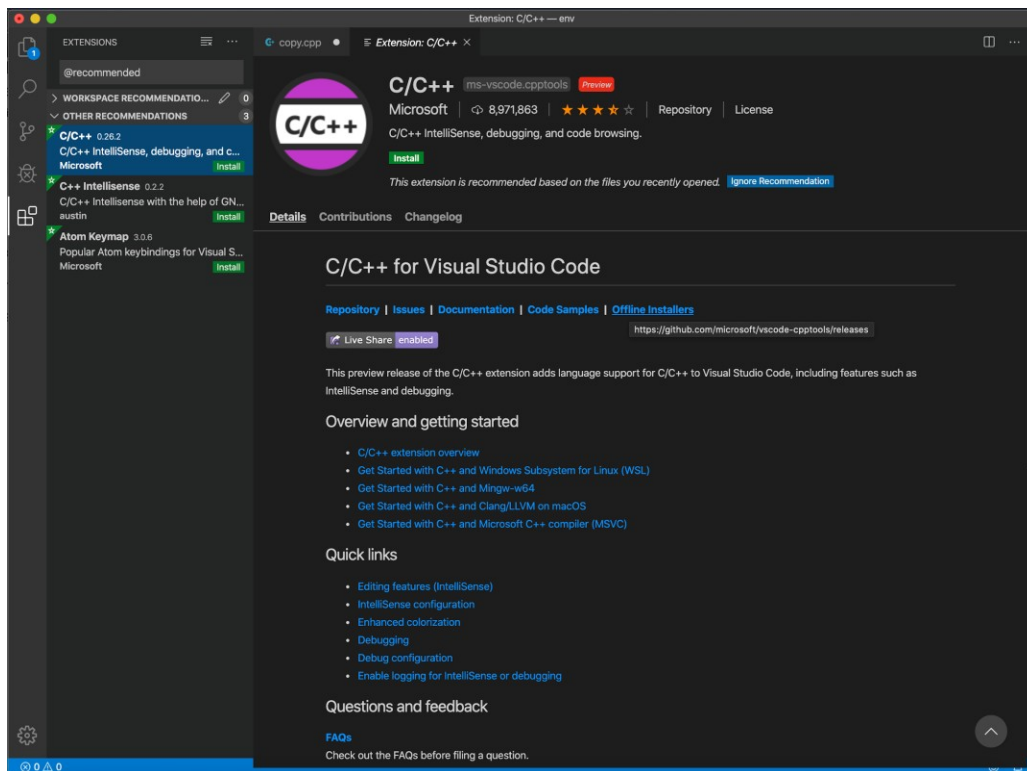 Extension: C/C++ — env
1
EXTENSIONS
@recommended
WORKSPACE RECOMMENDATIO... 0
OTHER RECOMMENDATIONS 3
C/C++ 0.26.2
C/C++ IntelliSense, debugging, and c...
Microsoft Install
C++ Intellisense 0.2.2
C/C++ Intellisense with the help of GN...
austin Install
Atom Keymap 3.0.6
Popular Atom keybindings for Visual S...
Microsoft Install
copy.cpp Extension: C/C++
C/C++
C/C++ ms-vscode.cpptools Preview
Microsoft 8,971,863 Repository License
C/C++ IntelliSense, debugging, and code browsing.
Install
This extension is recommended based on the files you recently opened. Ignore Recommendation
Details Contributions Changelog
C/C++ for Visual Studio Code
Repository | Issues | Documentation | Code Samples | Offline Installers
https://github.com/microsoft/vscode-cpptools/releases
Live Share enabled
This preview release of the C/C++ extension adds language support for C/C++ to Visual Studio Code, including features such as
IntelliSense and debugging.
Overview and getting started
• C/C++ extension overview
• Get Started with C++ and Windows Subsystem for Linux (WSL)
• Get Started with C++ and Mingw-w64
• Get Started with C++ and Clang/LLVM on macOS
• Get Started with C++ and Microsoft C++ compiler (MSVC)
Quick links
• Editing features (IntelliSense)
• IntelliSense configuration
• Enhanced colorization
• Debugging
• Debug configuration
• Enable logging for IntelliSense or debugging
Questions and feedback
FAQs
Check out the FAQs before filing a question.
0 0